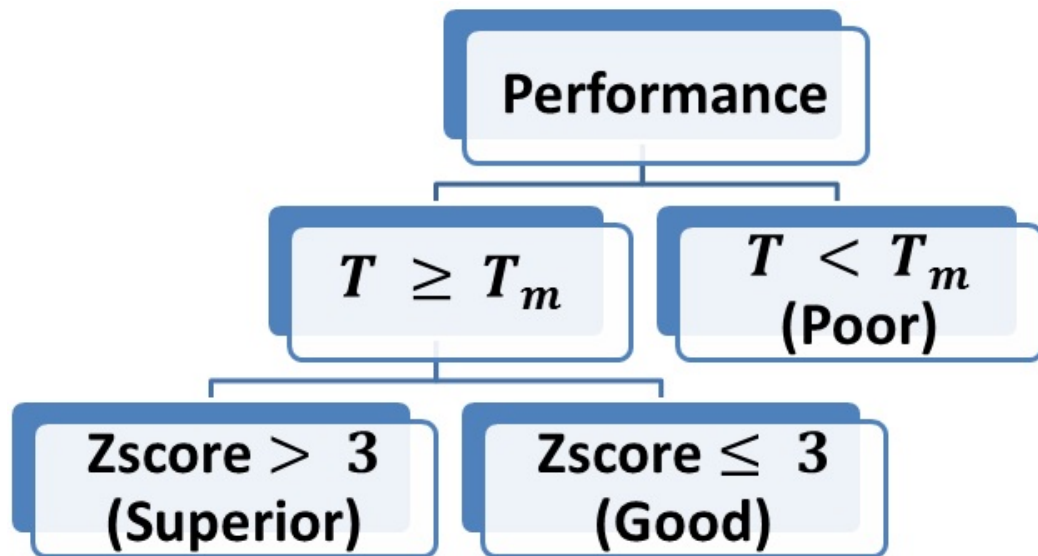 Performance
T ≥ Tm
T < Tm
(Poor)
Zscore > 3
(Superior)
Zscore ≤ 3
(Good)